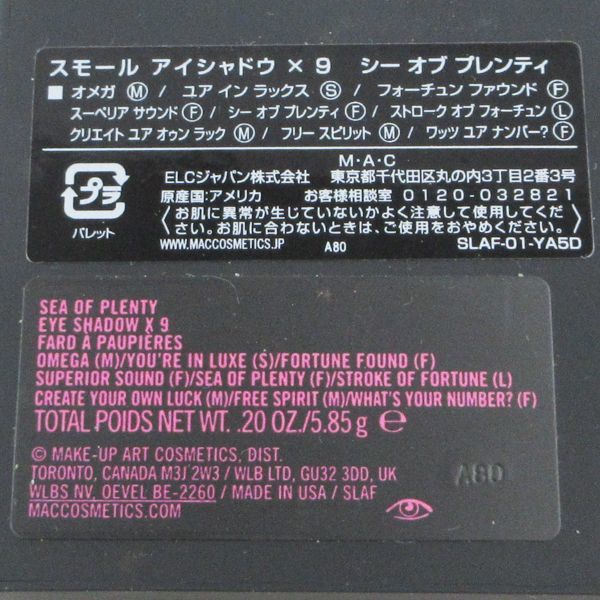 スモール アイシャドウ × 9 シー オブ プレンティ
■ オメガ Ⓜ / ユア イン ラックス Ⓢ / フォーチュン ファウンド Ⓕ
スーペリア サウンド Ⓕ / シー オブ プレンティ Ⓕ / ストローク オブ フォーチュン Ⓛ
クリエイト ユア オゥン ラック Ⓜ / フリー スピリット Ⓜ / ワッツ ユア ナンバー? Ⓕ
M・A・C
ELCジャパン株式会社 東京都千代田区丸の内3丁目2番3号
原産国:アメリカ お客様相談室 0120-032821
プラ
パレット
<お肌に異常が生じていないかよく注意して使用してくだ
さい。お肌に合わないときは、ご使用をおやめください。>
WWW.MACCOSMETICS.JP A80 SLAF-01-YA5D
SEA OF PLENTY
EYE SHADOW X 9
FARD À PAUPIÈRES
OMEGA (M)/YOU'RE IN LUXE (S)/FORTUNE FOUND (F)
SUPERIOR SOUND (F)/SEA OF PLENTY (F)/STROKE OF FORTUNE (L)
CREATE YOUR OWN LUCK (M)/FREE SPIRIT (M)/WHAT'S YOUR NUMBER? (F)
TOTAL POIDS NET WT. .20 OZ./5.85g ℮
© MAKE-UP ART COSMETICS, DIST.
TORONTO, CANADA M3J 2W3 / WLB LTD, GU32 3DD, UK
WLBS NV, OEVEL BE-2260 / MADE IN USA / SLAF
MACCOSMETICS.COM
A80